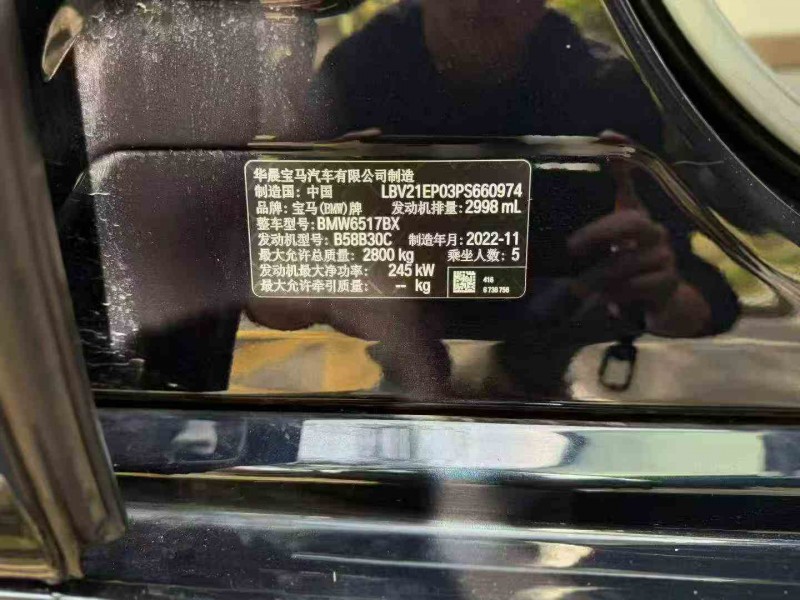 华晨宝马汽车有限公司制造
制造国：中国 LBV21EP03PS660974
品牌：宝马(BMW)牌 发动机排量：2998 mL
整车型号：BMW6517BX
发动机型号：B58B30C 制造年月：2022-11
最大允许总质量：2800 kg 乘坐人数：5
发动机最大净功率：245 kW
最大允许牵引质量：-- kg
416
6 738 756